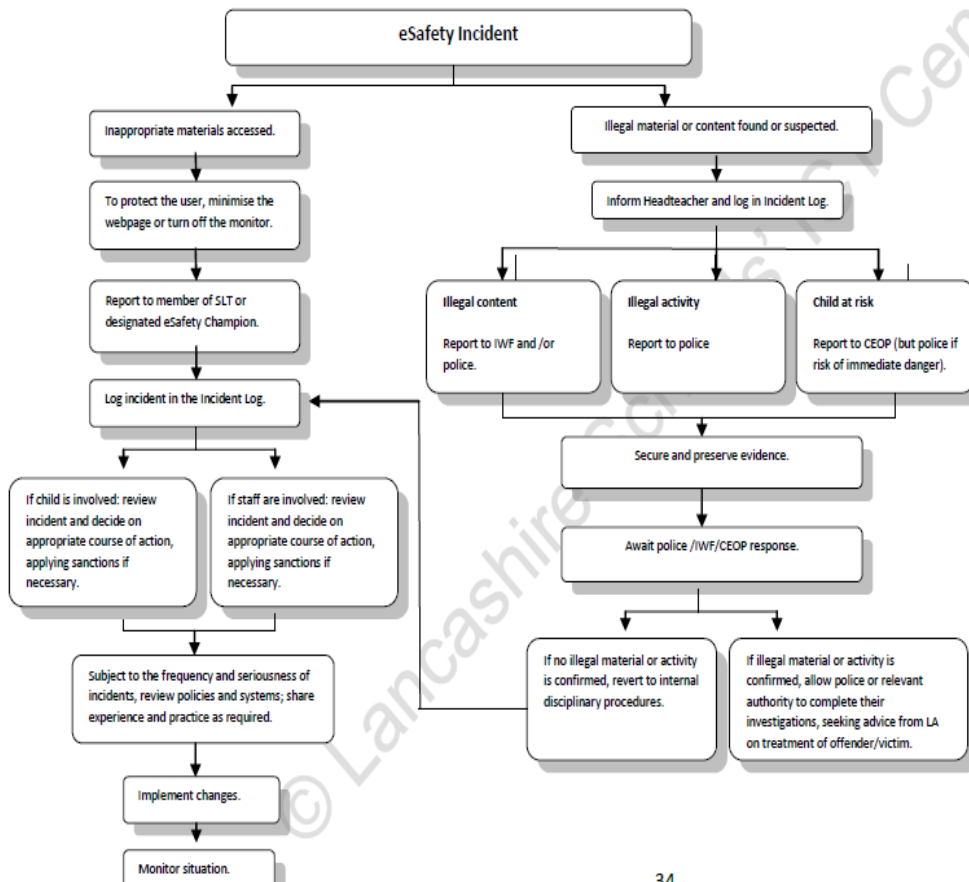 eSafety Incident
Inappropriate materials accessed.
To protect the user, minimise the
webpage or turn off the monitor.
Report to member of SLT or
designated eSafety Champion.
Log incident in the Incident Log.
If child is involved: review
incident and decide on
appropriate course of action,
applying sanctions if
necessary.
If staff are involved: review
incident and decide on
appropriate course of action,
applying sanctions if
necessary.
Subject to the frequency and seriousness of
incidents, review policies and systems; share
experience and practice as required.
Implement changes.
Monitor situation.
Illegal material or content found or suspected.
Inform Headteacher and log in Incident Log.
Illegal content
Report to IWF and /or
police.
Illegal activity
Report to police
Child at risk
Report to CEOP (but police if
risk of immediate danger).
Secure and preserve evidence.
Await police /IWF/CEOP response.
If no illegal material or activity
is confirmed, revert to internal
disciplinary procedures.
If illegal material or activity is
confirmed, allow police or relevant
authority to complete their
investigations, seeking advice from LA
on treatment of offender/victim.
34
© Lancashire